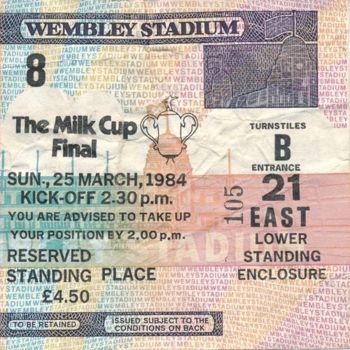 WEMBLEY STADIUM
8
The Milk Cup
Final
SUN., 25 MARCH, 1984
KICK-OFF 2.30 p.m.
YOU ARE ADVISED TO TAKE UP
YOUR POSITION BY 2.00 p.m.
RESERVED
STANDING PLACE
£4.50
TO BE RETAINED
ISSUED SUBJECT TO THE
CONDITIONS ON BACK
105
TURNSTILES
B
ENTRANCE
21
EAST
LOWER
STANDING
ENCLOSURE